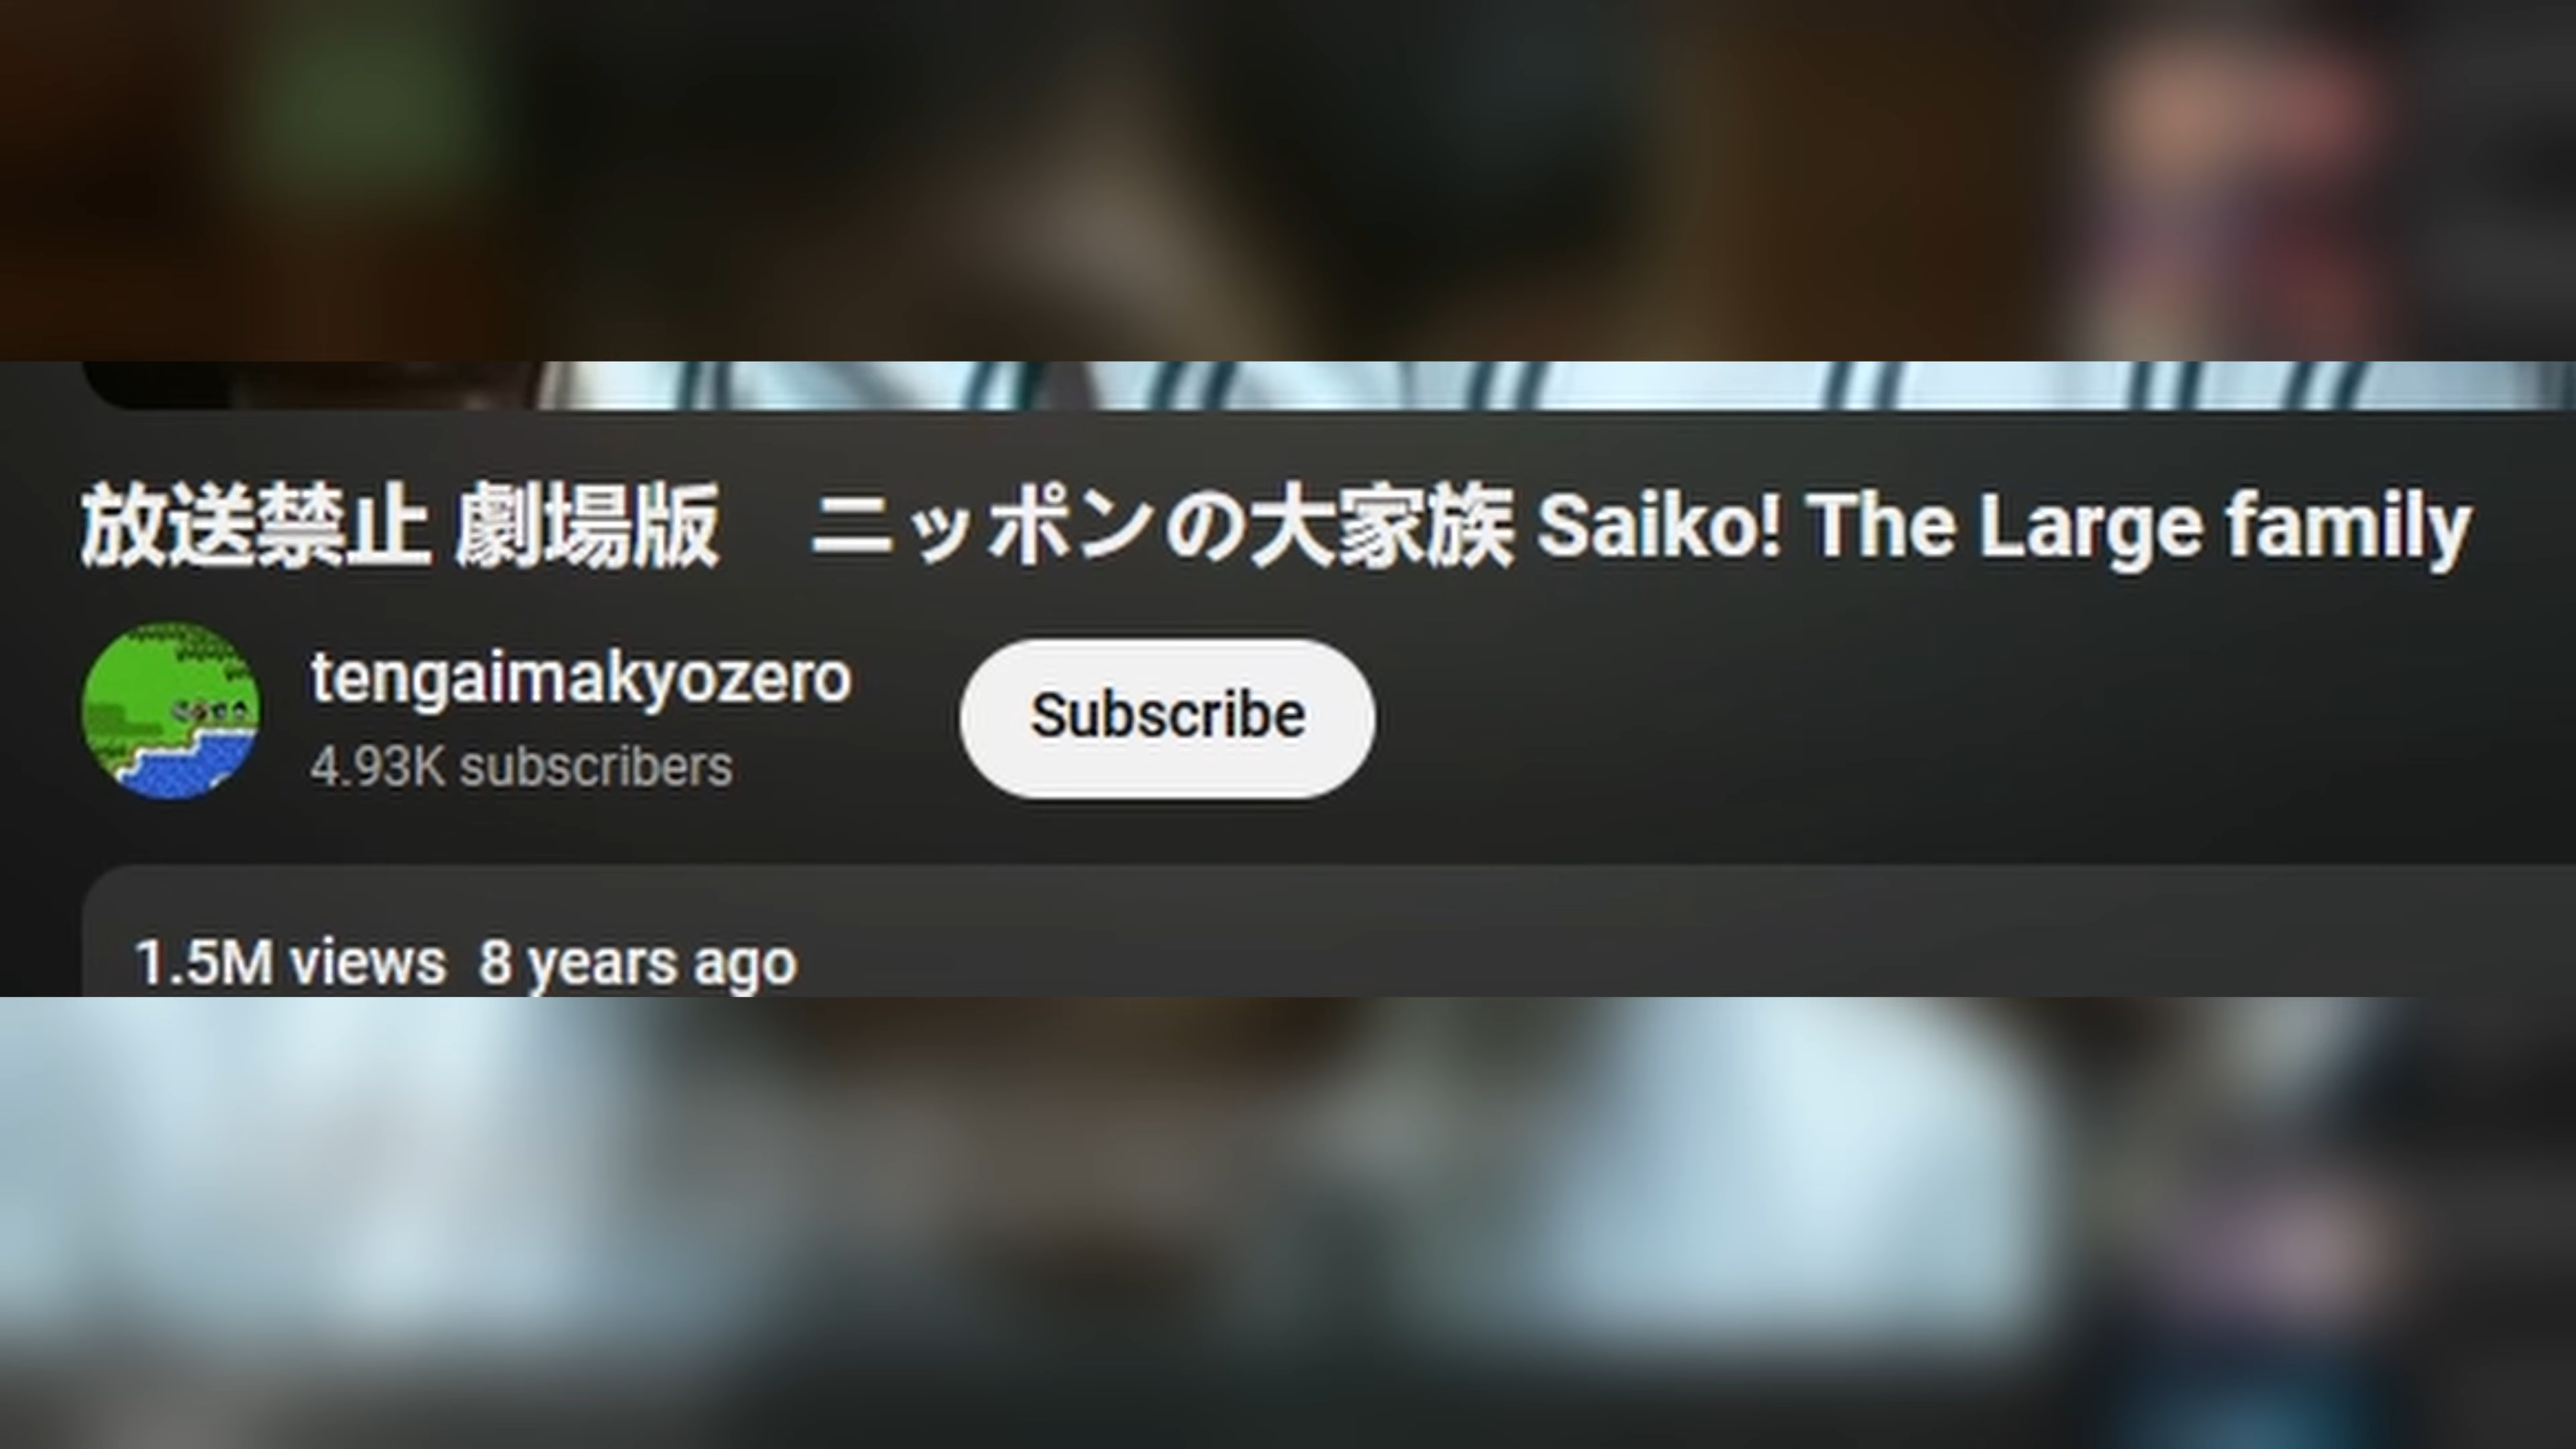 放送禁止 劇場版　ニッポンの大家族 Saiko! The Large family
tengaimakyozero
4.93K subscribers
Subscribe
1.5M views 8 years ago